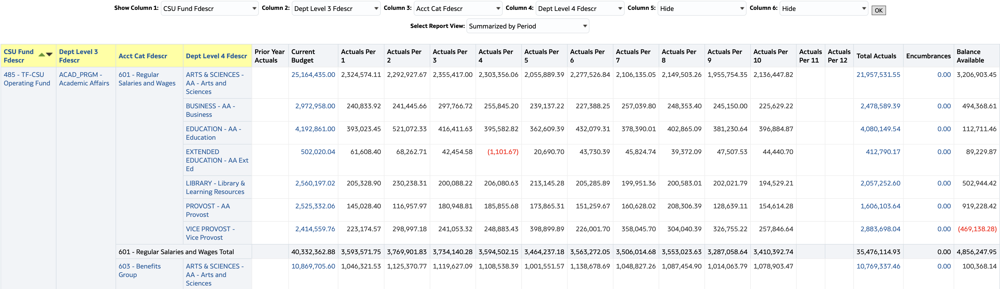 Show Column 1: CSU Fund Fdescr Column 2: Dept Level 3 Fdescr Column 3: Acct Cat Fdescr Column 4: Dept Level 4 Fdescr Column 5: Hide Column 6: Hide OK
Select Report View: Summarized by Period
CSU Fund Dept Level 3 Acct Cat Fdescr Dept Level 4 Fdescr Prior Year Current Actuals Per Actuals Per Actuals Per Actuals Per Actuals Per Actuals Per Actuals Per Actuals Per Actuals Per Actuals Per Actuals Actuals Total Actuals Encumbrances Balance
Fdescr Fdescr Actuals Budget 1 2 3 4 5 6 7 8 9 10 Per 11 Per 12 Available
485 - TF-CSU ACAD_PRGM - 601 - Regular ARTS & SCIENCES - 25,164,435.00 2,324,574.11 2,292,927.67 2,355,417.00 2,303,356.06 2,055,889.39 2,277,526.84 2,106,135.05 2,149,503.26 1,955,754.35 2,136,447.82 21,957,531.55 0.00 3,206,903.45
Operating Fund Academic Affairs Salaries and Wages AA - Arts and
Sciences
BUSINESS - AA - 2,972,958.00 240,833.92 241,445.66 297,766.72 255,845.20 239,137.22 227,388.25 257,039.80 248,353.40 245,150.00 225,629.22 2,478,589.39 0.00 494,368.61
Business
EDUCATION - AA - 4,192,861.00 393,023.45 521,072.33 416,411.63 395,582.82 362,609.39 432,079.31 378,390.01 402,865.09 381,230.64 396,884.87 4,080,149.54 0.00 112,711.46
Education
EXTENDED 502,020.04 61,608.40 68,262.71 42,454.58 (1,101.67) 20,690.70 43,730.39 45,824.74 39,372.09 47,507.53 44,440.70 412,790.17 0.00 89,229.87
EDUCATION - AA Ext
Ed
LIBRARY - Library & 2,560,197.02 205,328.90 230,238.31 200,088.22 206,080.63 213,145.28 205,285.89 199,951.36 200,583.01 202,021.79 194,529.21 2,057,252.60 0.00 502,944.42
Learning Resources
PROVOST - AA 2,525,332.06 145,028.40 116,957.97 180,948.81 185,855.68 173,865.31 151,259.67 160,628.02 208,306.39 128,639.11 154,614.28 1,606,103.64 0.00 919,228.42
Provost
VICE PROVOST - 2,414,559.76 223,174.57 298,997.18 241,053.32 248,883.43 398,899.89 226,001.70 358,045.70 304,040.39 326,755.22 257,846.64 2,883,698.04 0.00 (469,138.28)
Vice Provost
601 - Regular Salaries and Wages Total 40,332,362.88 3,593,571.75 3,769,901.83 3,734,140.28 3,594,502.15 3,464,237.18 3,563,272.05 3,506,014.68 3,553,023.63 3,287,058.64 3,410,392.74 35,476,114.93 0.00 4,856,247.95
603 - Benefits ARTS & SCIENCES - 10,869,705.60 1,046,321.53 1,125,370.77 1,119,627.09 1,108,538.39 1,001,551.57 1,138,678.69 1,048,827.26 1,087,454.90 1,014,063.79 1,078,903.47 10,769,337.46 0.00 100,368.14
Group AA - Arts and
Sciences